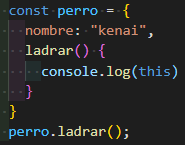 const perro = {
  nombre: "kenai",
  ladrar() {
    console.log(this)
  }
}
perro.ladrar();